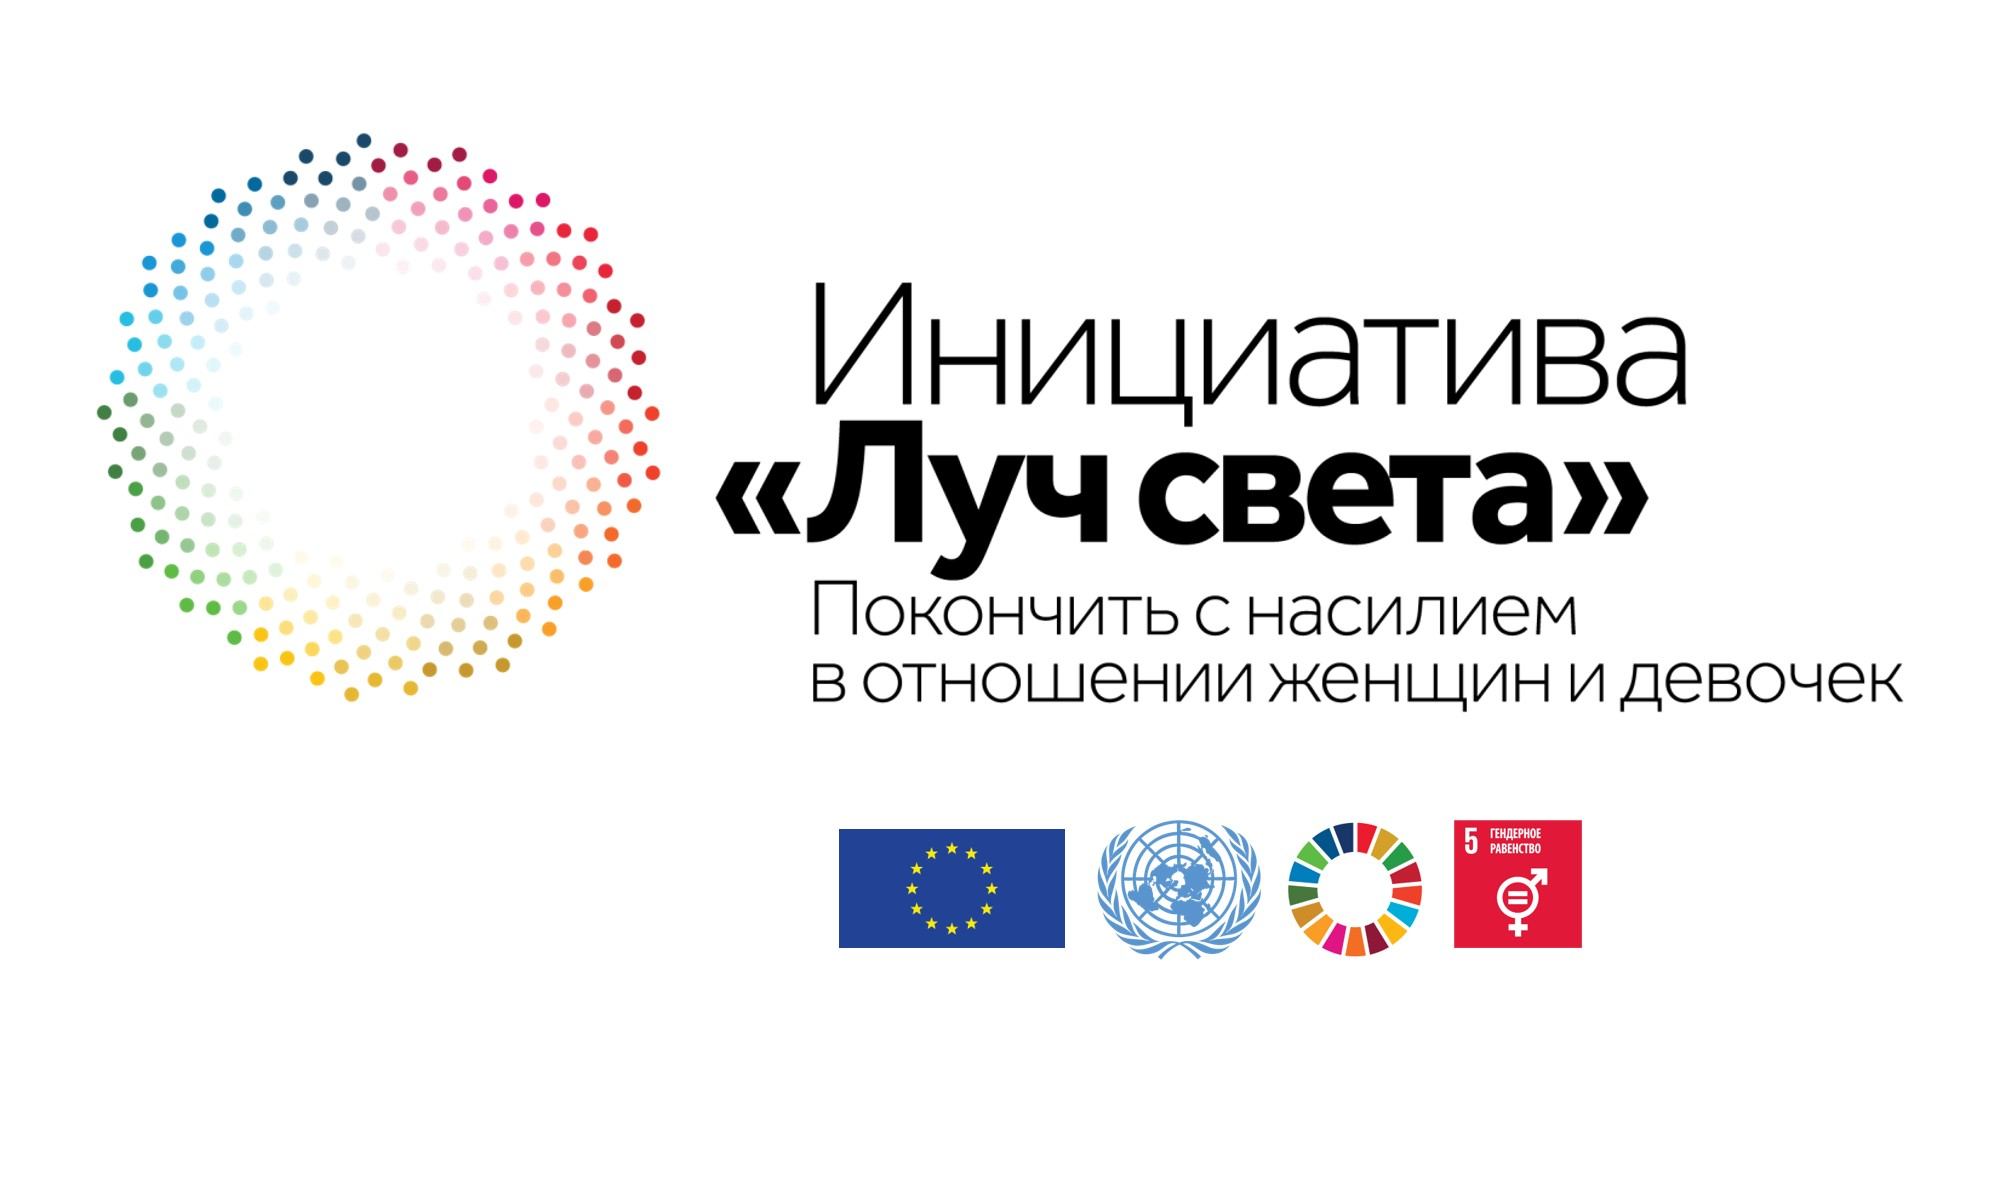 Инициатива
«Луч света»
Покончить с насилием
в отношении женщин и девочек
5 ГЕНДЕРНОЕ
РАВЕНСТВО